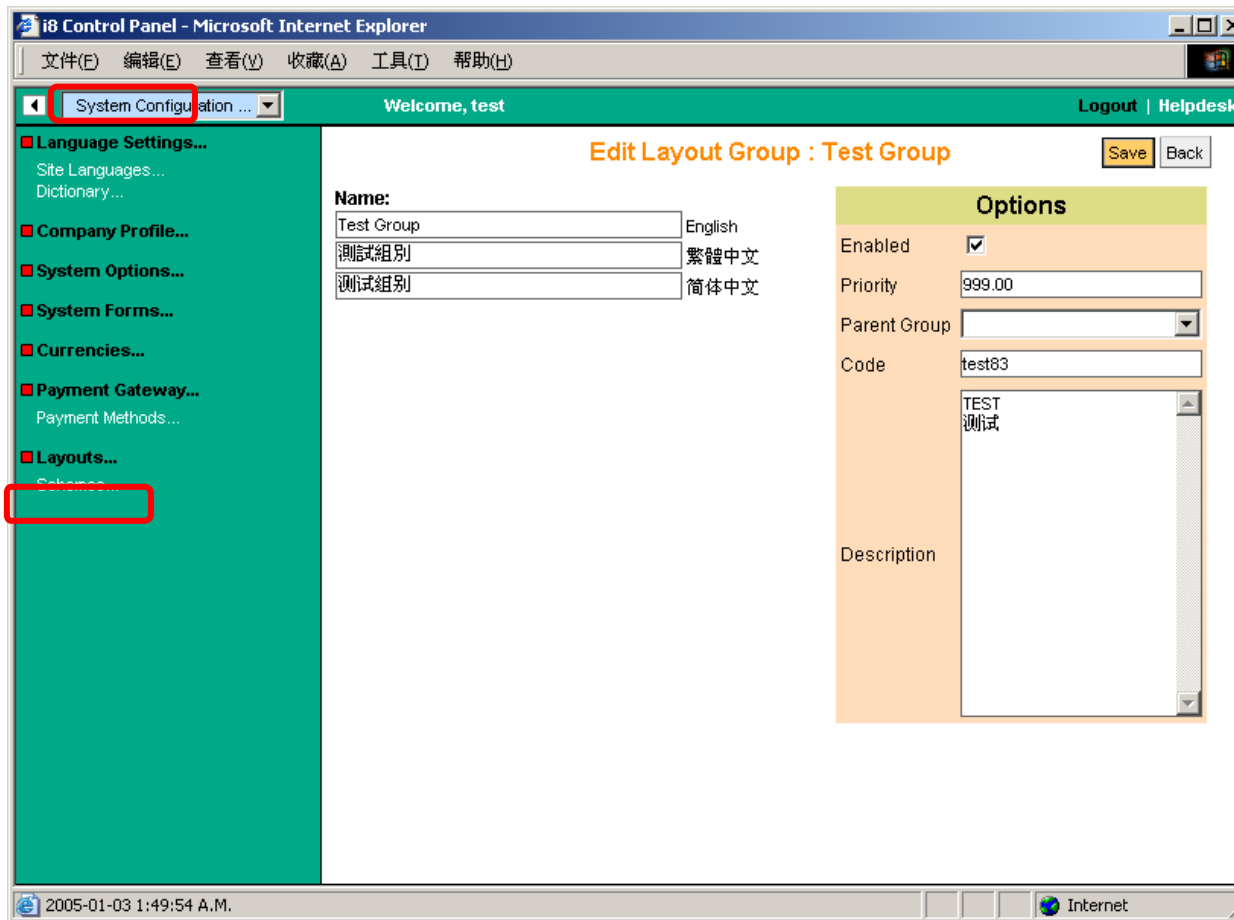 i8 Control Panel - Microsoft Internet Explorer
文件(F) 编辑(E) 查看(V) 收藏(A) 工具(T) 帮助(H)
System Configuration ... Welcome, test Logout | Helpdesk
Language Settings...
Site Languages...
Dictionary...
Company Profile...
System Options...
System Forms...
Currencies...
Payment Gateway...
Payment Methods...
Layouts...
Schemes...
Edit Layout Group : Test Group
Save Back
Name:
Test Group English
測試組別 繁體中文
测试组别 简体中文
Options
Enabled
Priority 999.00
Parent Group
Code test83
Description
TEST
测试
2005-01-03 1:49:54 A.M. Internet